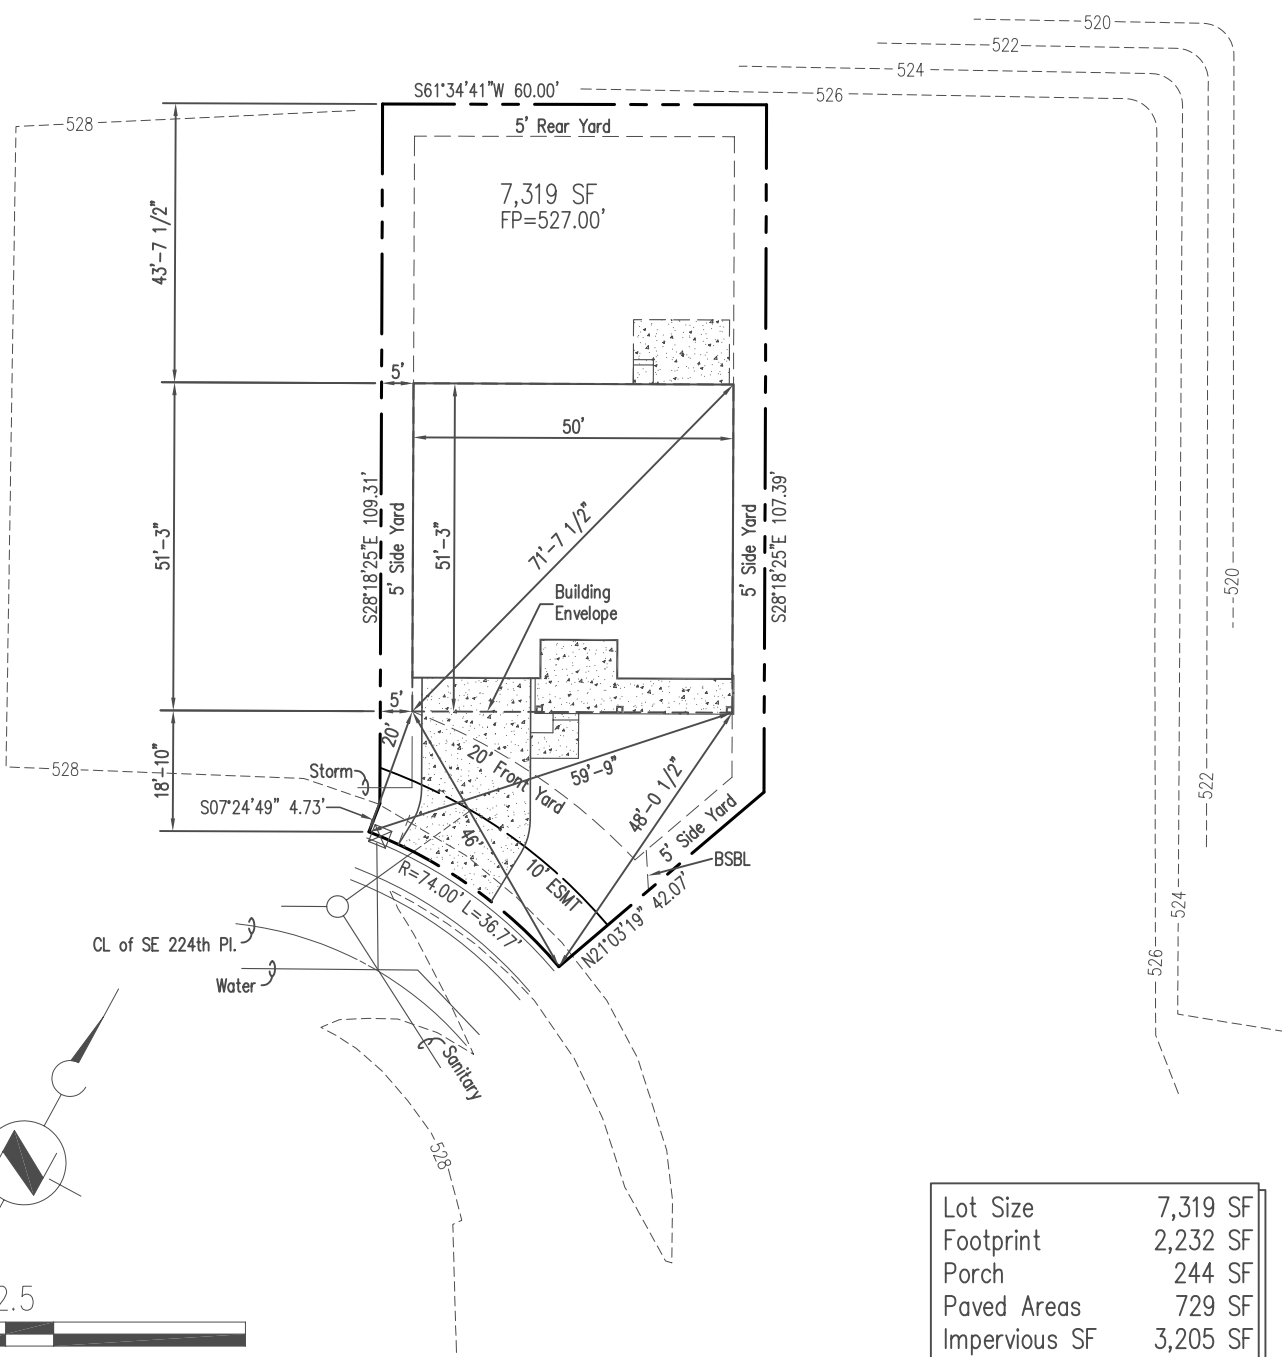 520
522
524
526
S61°34'41"W 60.00'
528
5' Rear Yard
7,319 SF
FP=527.00'
43'-7 1/2"
5'
50'
51'-3"
S28°18'25"E 109.31'
5' Side Yard
51'-3"
71'-7 1/2"
5' Side Yard
S28°18'25"E 107.39'
Building
Envelope
520
5'
20'
18'-10"
528
Storm
20' Front Yard
59'-9"
48'-0 1/2"
S07°24'49" 4.73'
46'
5' Side Yard
522
BSBL
10' ESMT
R=74.00' L=36.77'
N21°03'19" 42.07'
524
CL of SE 224th Pl.
526
Water
Sanitary
528
2.5
Lot Size 7,319 SF
Footprint 2,232 SF
Porch 244 SF
Paved Areas 729 SF
Impervious SF 3,205 SF